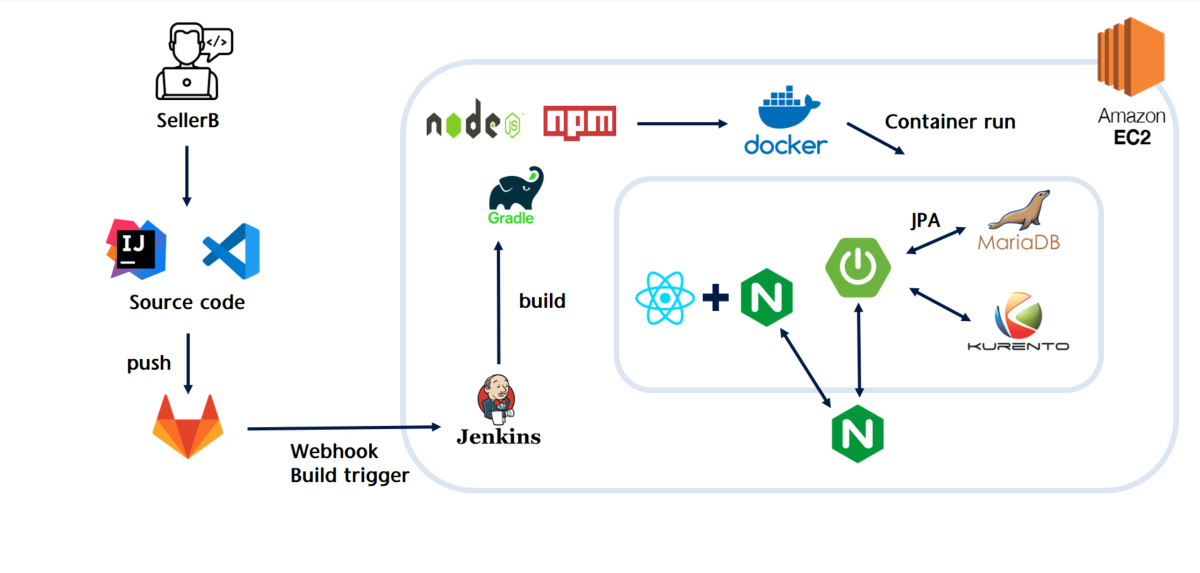 </>
SellerB
IJ
Source code
push
Webhook
Build trigger
node
JS
npm
Gradle
build
Jenkins
docker
Container run
Amazon
EC2
JPA
MariaDB
KURENTO
N
N